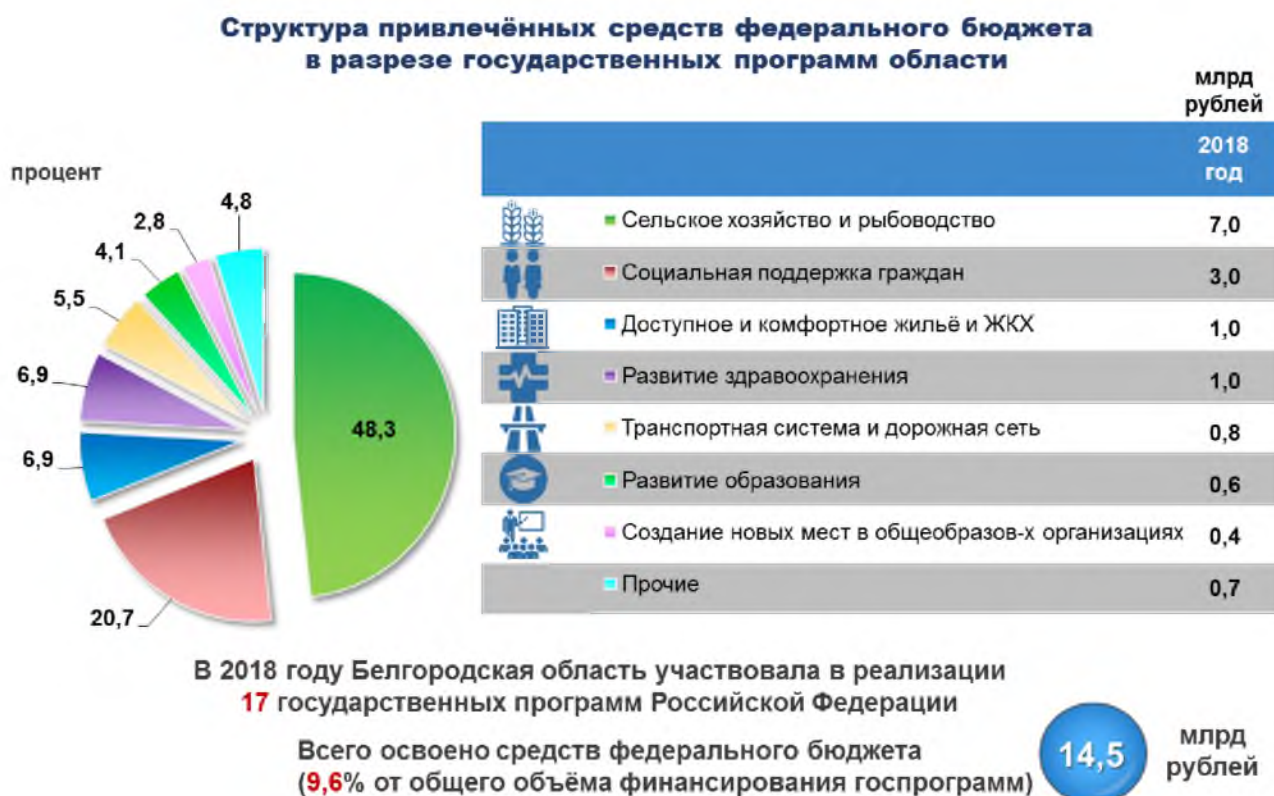 Структура привлечённых средств федерального бюджета
в разрезе государственных программ области
млрд
рублей
2018
год
процент
4,8
2,8
4,1
5,5
6,9
6,9
20,7
48,3
Сельское хозяйство и рыбоводство 7,0
Социальная поддержка граждан 3,0
Доступное и комфортное жильё и ЖКХ 1,0
Развитие здравоохранения 1,0
Транспортная система и дорожная сеть 0,8
Развитие образования 0,6
Создание новых мест в общеобразов-х организациях 0,4
Прочие 0,7
В 2018 году Белгородская область участвовала в реализации
17 государственных программ Российской Федерации
Всего освоено средств федерального бюджета
(9,6% от общего объёма финансирования госпрограмм)
14,5
млрд
рублей